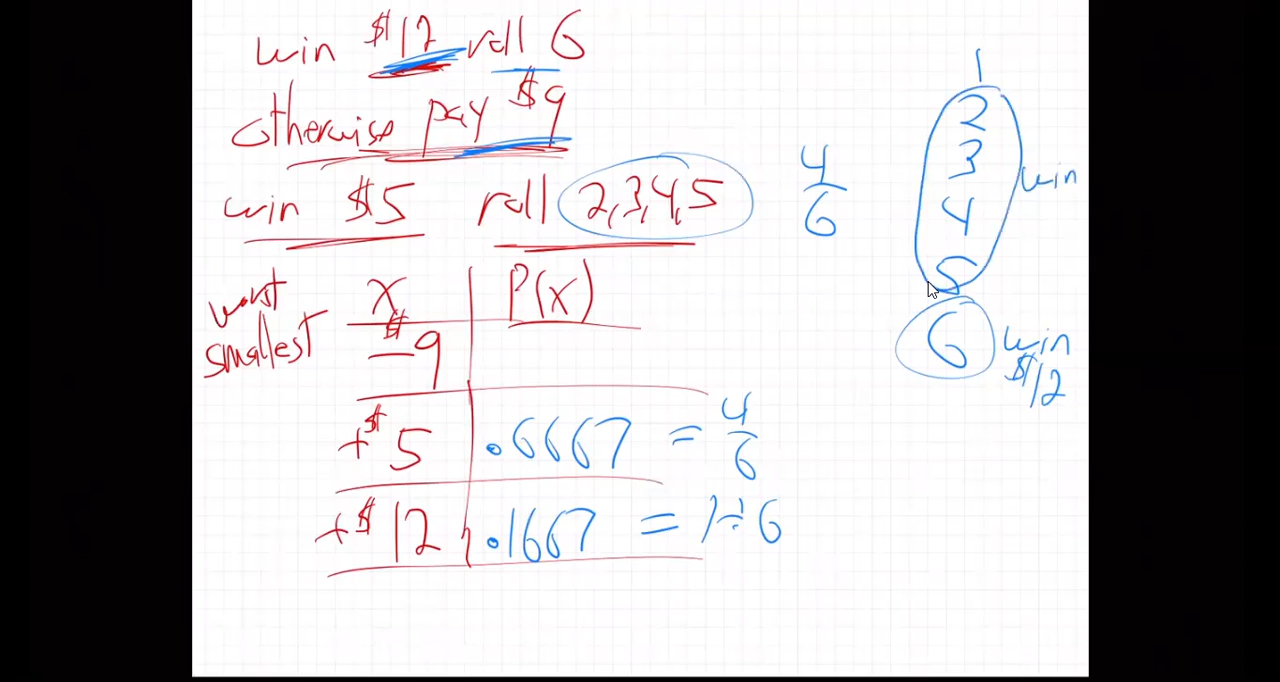 win $12 roll 6
otherwise pay $9
win $5 roll 2,3,4,5
4/6
1
2
3
4
5
win
6 win $12
worst smallest
x P(x)
-$9
+$5 .6667 = 4/6
+$12 .1667 = 1÷6